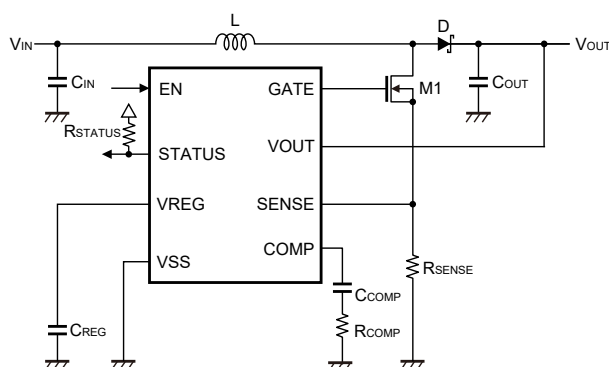 L
D
VIN
VOUT
CIN
EN
GATE
M1
COUT
RSTATUS
STATUS
VOUT
VREG
SENSE
COMP
VSS
RSENSE
CCOMP
CREG
RCOMP